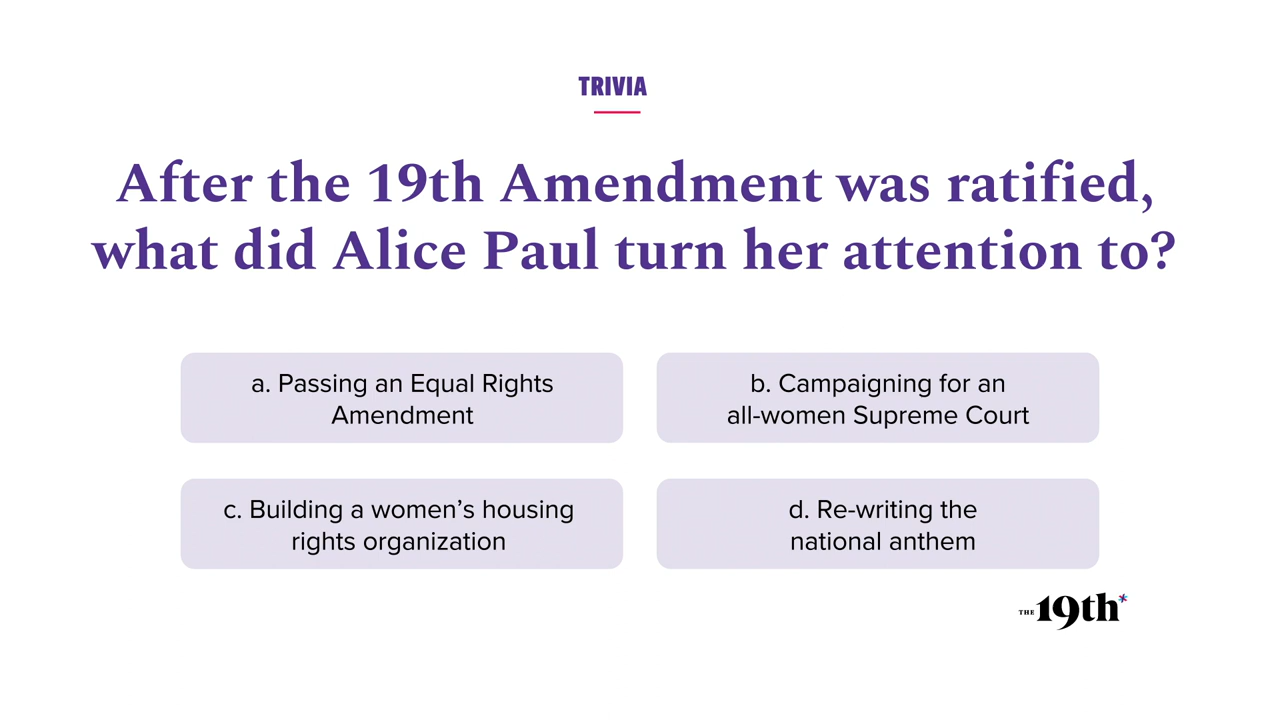 TRIVIA
After the 19th Amendment was ratified,
what did Alice Paul turn her attention to?
a. Passing an Equal Rights
Amendment
b. Campaigning for an
all-women Supreme Court
c. Building a women’s housing
rights organization
d. Re-writing the
national anthem
THE 19th*